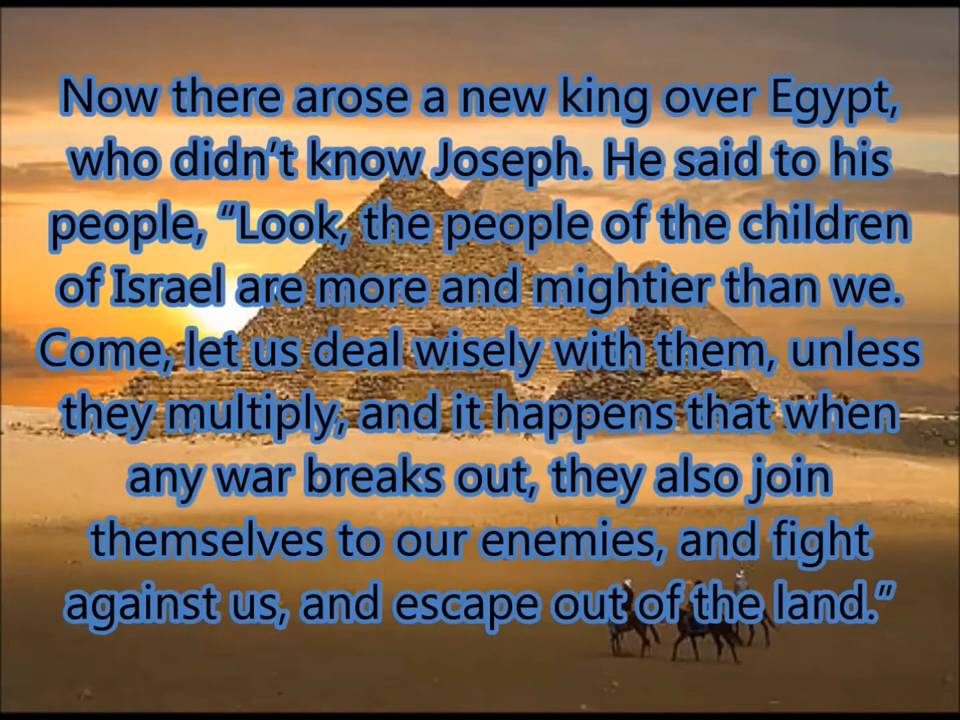 Now there arose a new king over Egypt,
who didn’t know Joseph. He said to his
people, “Look, the people of the children
of Israel are more and mightier than we.
Come, let us deal wisely with them, unless
they multiply, and it happens that when
any war breaks out, they also join
themselves to our enemies, and fight
against us, and escape out of the land.”